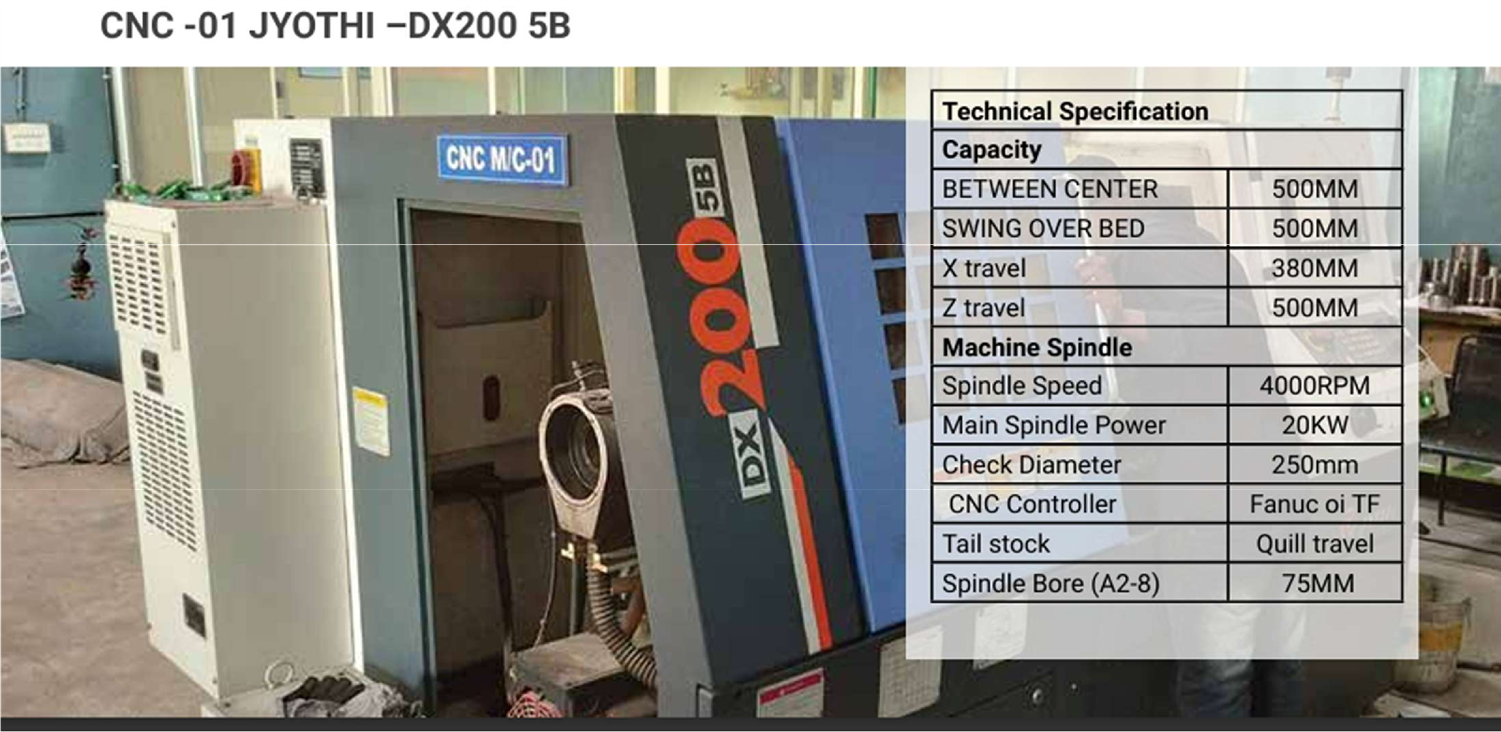 CNC -01 JYOTHI –DX200 5B
CNC M/C-01
DX 200 5B
Technical Specification
Capacity
BETWEEN CENTER 500MM
SWING OVER BED 500MM
X travel 380MM
Z travel 500MM
Machine Spindle
Spindle Speed 4000RPM
Main Spindle Power 20KW
Check Diameter 250mm
CNC Controller Fanuc oi TF
Tail stock Quill travel
Spindle Bore (A2-8) 75MM